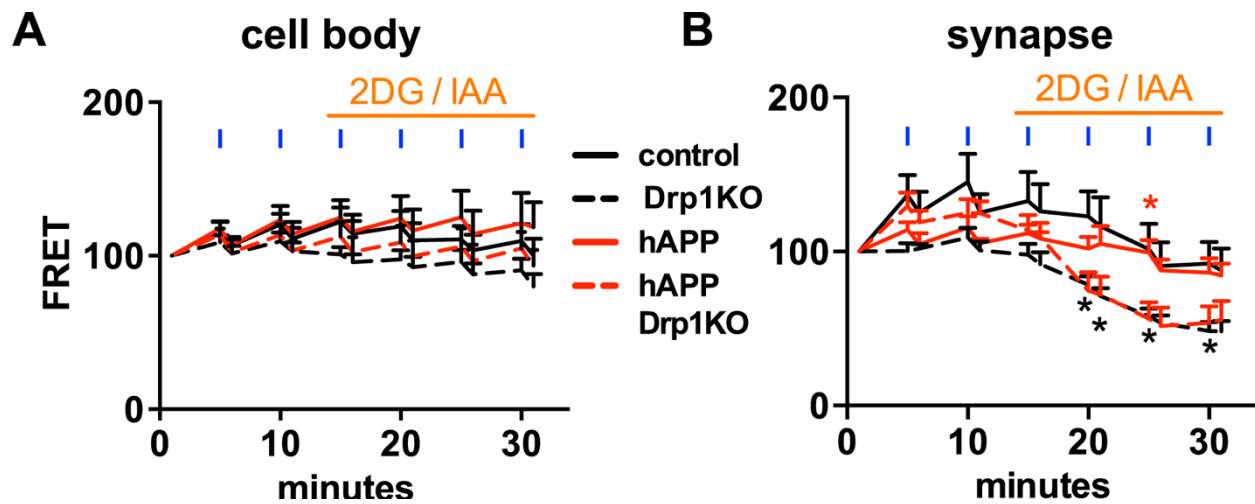 A
cell body
2DG / IAA
200
100
0
FRET
0
10
20
30
minutes
control
Drp1KO
hAPP
hAPP
Drp1KO
B
synapse
2DG / IAA
200
100
0
*
*
*
*
*
0
10
20
30
minutes